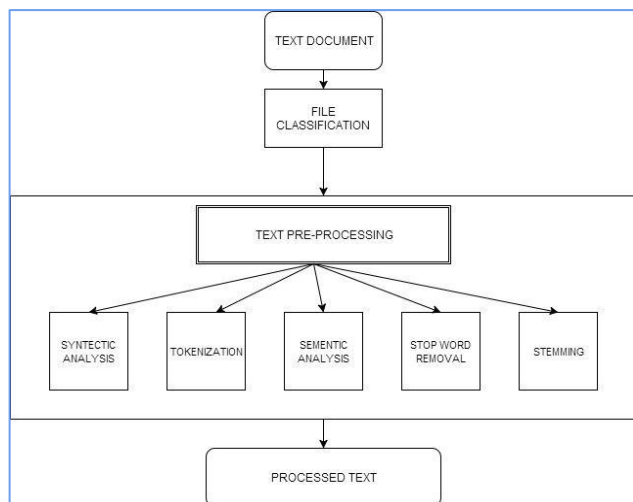 TEXT DOCUMENT
FILE
CLASSIFICATION
TEXT PRE-PROCESSING
SYNTECTIC
ANALYSIS
TOKENIZATION
SEMENTIC
ANALYSIS
STOP WORD
REMOVAL
STEMMING
PROCESSED TEXT